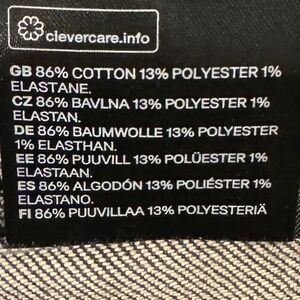 clevercare.info
GB 86% COTTON 13% POLYESTER 1%
ELASTANE.
CZ 86% BAVLNA 13% POLYESTER 1%
ELASTAN.
DE 86% BAUMWOLLE 13% POLYESTER
1% ELASTHAN.
EE 86% PUUVILL 13% POLÜESTER 1%
ELASTAAN.
ES 86% ALGODÓN 13% POLIÉSTER 1%
ELASTANO.
FI 86% PUUVILLAA 13% POLYESTERIÄ